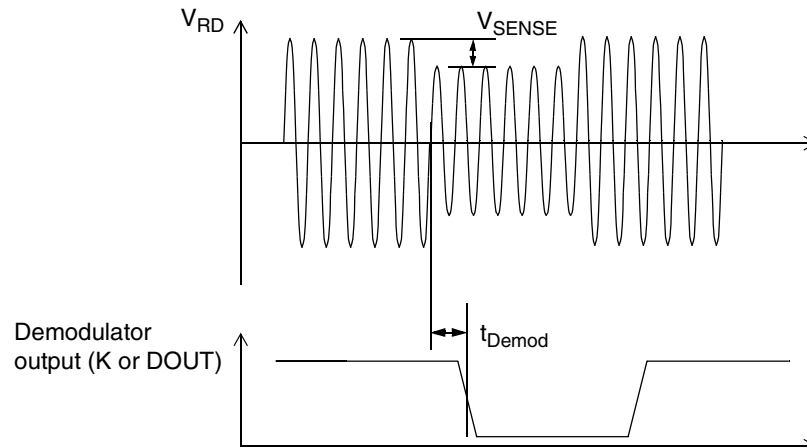 V_RD
V_SENSE
t_Demod
Demodulator
output (K or DOUT)